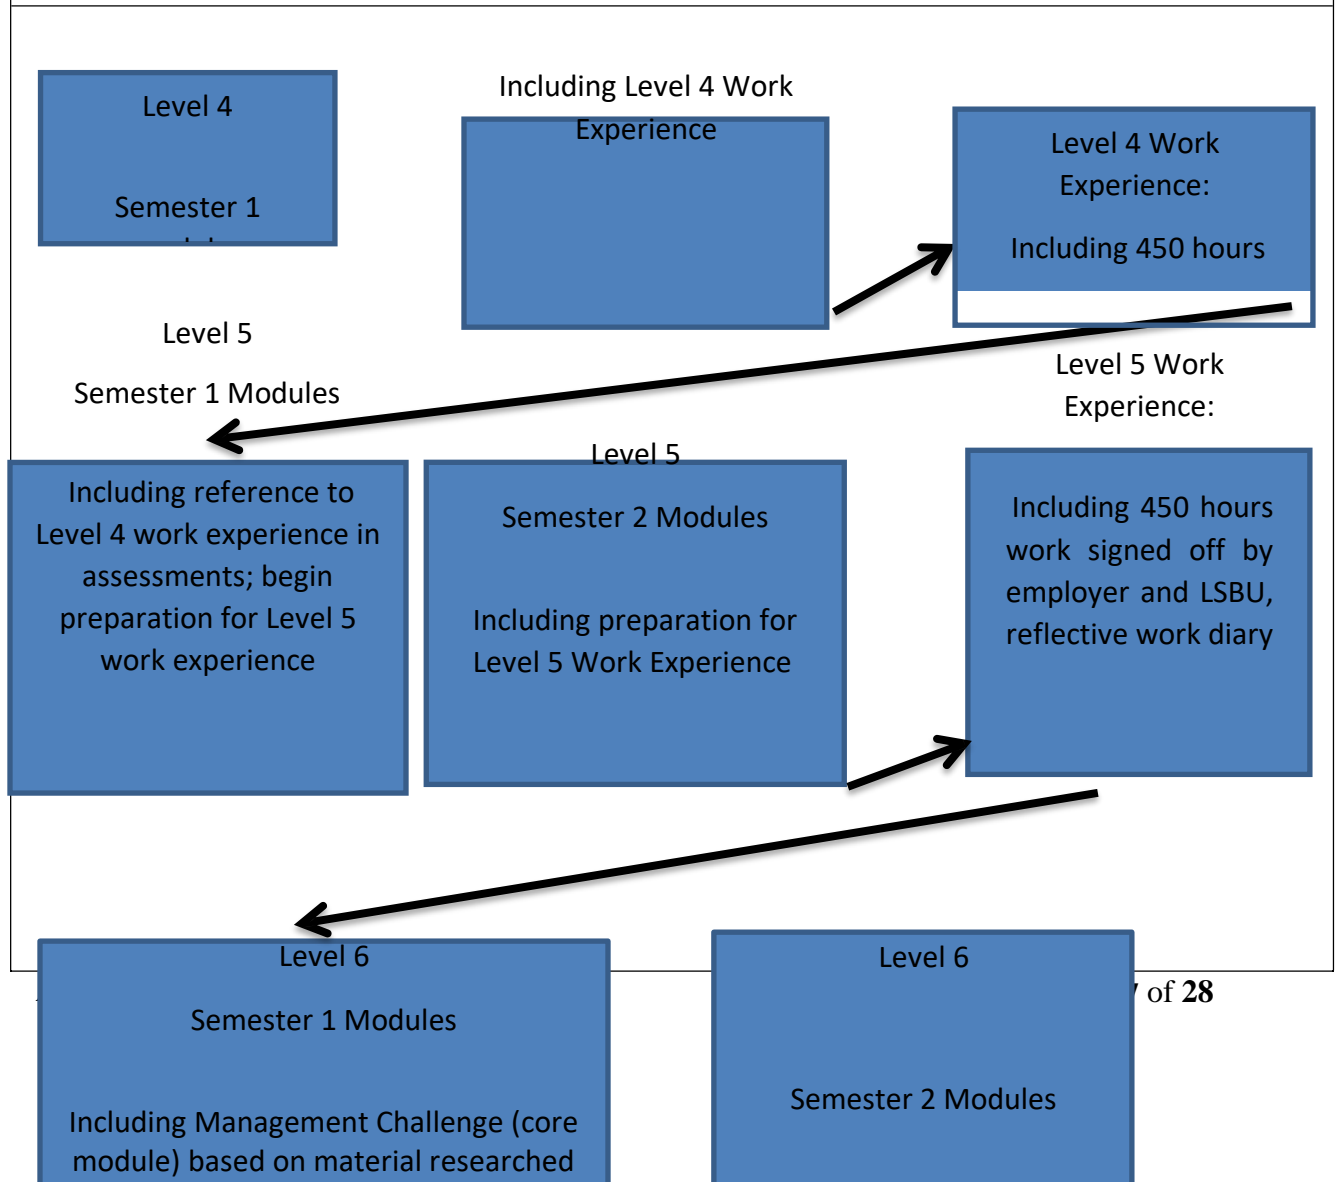 Level 4
Semester 1
Including Level 4 Work
Experience
Level 4 Work
Experience:
Including 450 hours
Level 5
Semester 1 Modules
Including reference to
Level 4 work experience in
assessments; begin
preparation for Level 5
work experience
Level 5
Semester 2 Modules
Including preparation for
Level 5 Work Experience
Level 5 Work
Experience:
Including 450 hours
work signed off by
employer and LSBU,
reflective work diary
Level 6
Semester 1 Modules
Including Management Challenge (core
module) based on material researched
Level 6
Semester 2 Modules
of 28